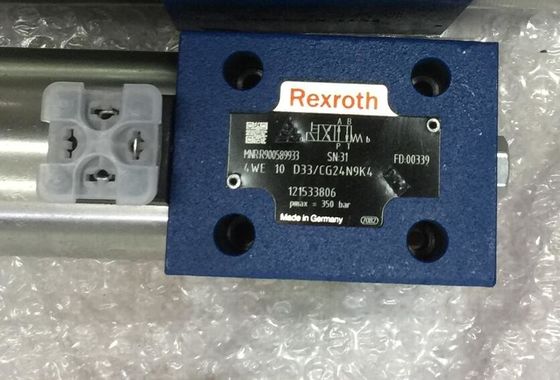 Rexroth
A B
b
P T
MNR:R900589933 SN:31 FD:00339
4WE 10 D33/CG24N9K4
121533806
pmax = 350 bar
Made in Germany